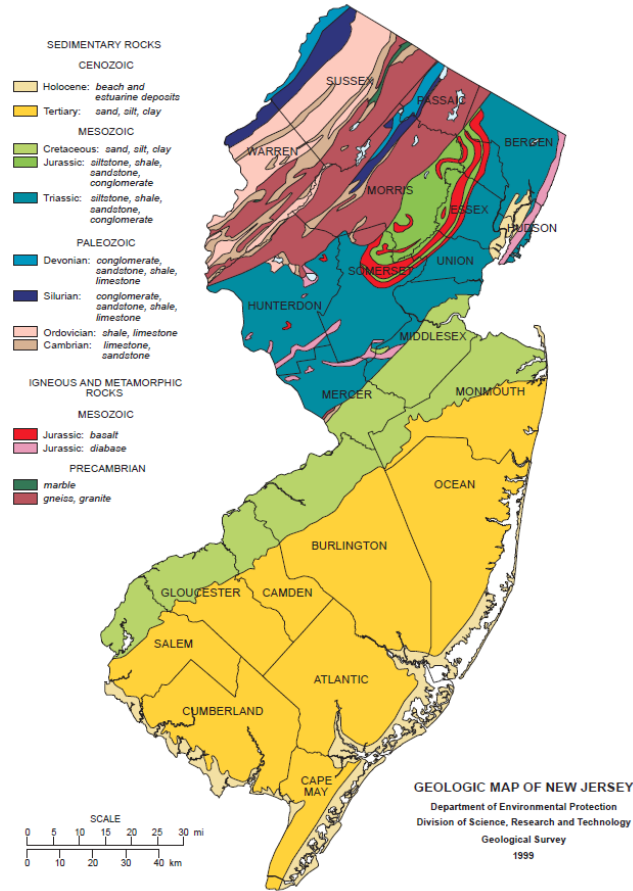 SEDIMENTARY ROCKS
CENOZOIC
Holocene: beach and
estuarine deposits
Tertiary: sand, silt, clay
MESOZOIC
Cretaceous: sand, silt, clay
Jurassic: siltstone, shale,
sandstone,
conglomerate
Triassic: siltstone, shale,
sandstone,
conglomerate
PALEOZOIC
Devonian: conglomerate,
sandstone, shale,
limestone
Silurian: conglomerate,
sandstone, shale,
limestone
Ordovician: shale, limestone
Cambrian: limestone,
sandstone
IGNEOUS AND METAMORPHIC
ROCKS
MESOZOIC
Jurassic: basalt
Jurassic: diabase
PRECAMBRIAN
marble
gneiss, granite
SUSSEX
PASSAIC
BERGEN
WARREN
MORRIS
ESSEX
HUDSON
SOMERSET
UNION
HUNTERDON
MIDDLESEX
MERCER
MONMOUTH
OCEAN
BURLINGTON
GLOUCESTER
CAMDEN
SALEM
ATLANTIC
CUMBERLAND
CAPE
MAY
SCALE
0 10 20 30 mi
0 10 20 30 40 km
GEOLOGIC MAP OF NEW JERSEY
Department of Environmental Protection
Division of Science, Research and Technology
Geological Survey
1999